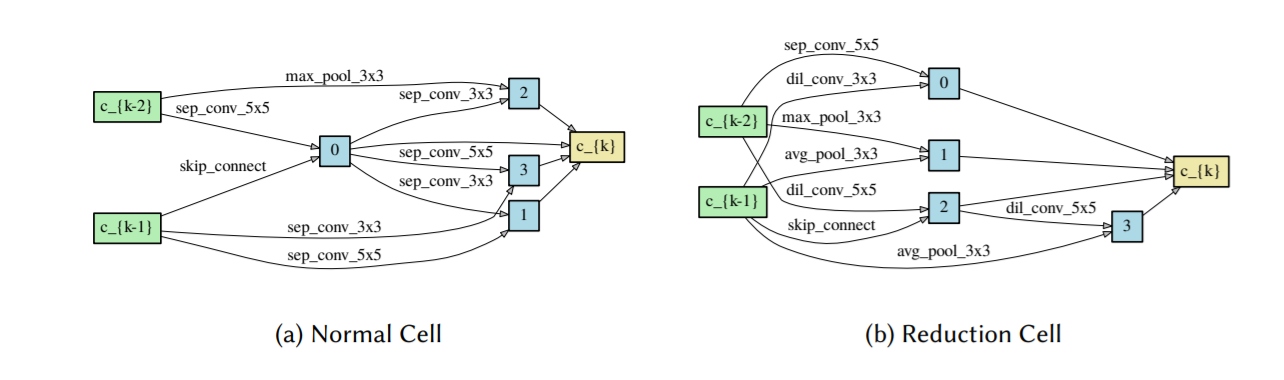 max_pool_3x3
c_{k-2}
sep_conv_5x5
sep_conv_3x3
2
skip_connect
0
sep_conv_5x5
sep_conv_3x3
3
c_{k}
1
c_{k-1}
sep_conv_3x3
sep_conv_5x5
(a) Normal Cell
sep_conv_5x5
dil_conv_3x3
0
c_{k-2}
max_pool_3x3
avg_pool_3x3
1
c_{k}
c_{k-1}
dil_conv_5x5
2
dil_conv_5x5
skip_connect
3
avg_pool_3x3
(b) Reduction Cell